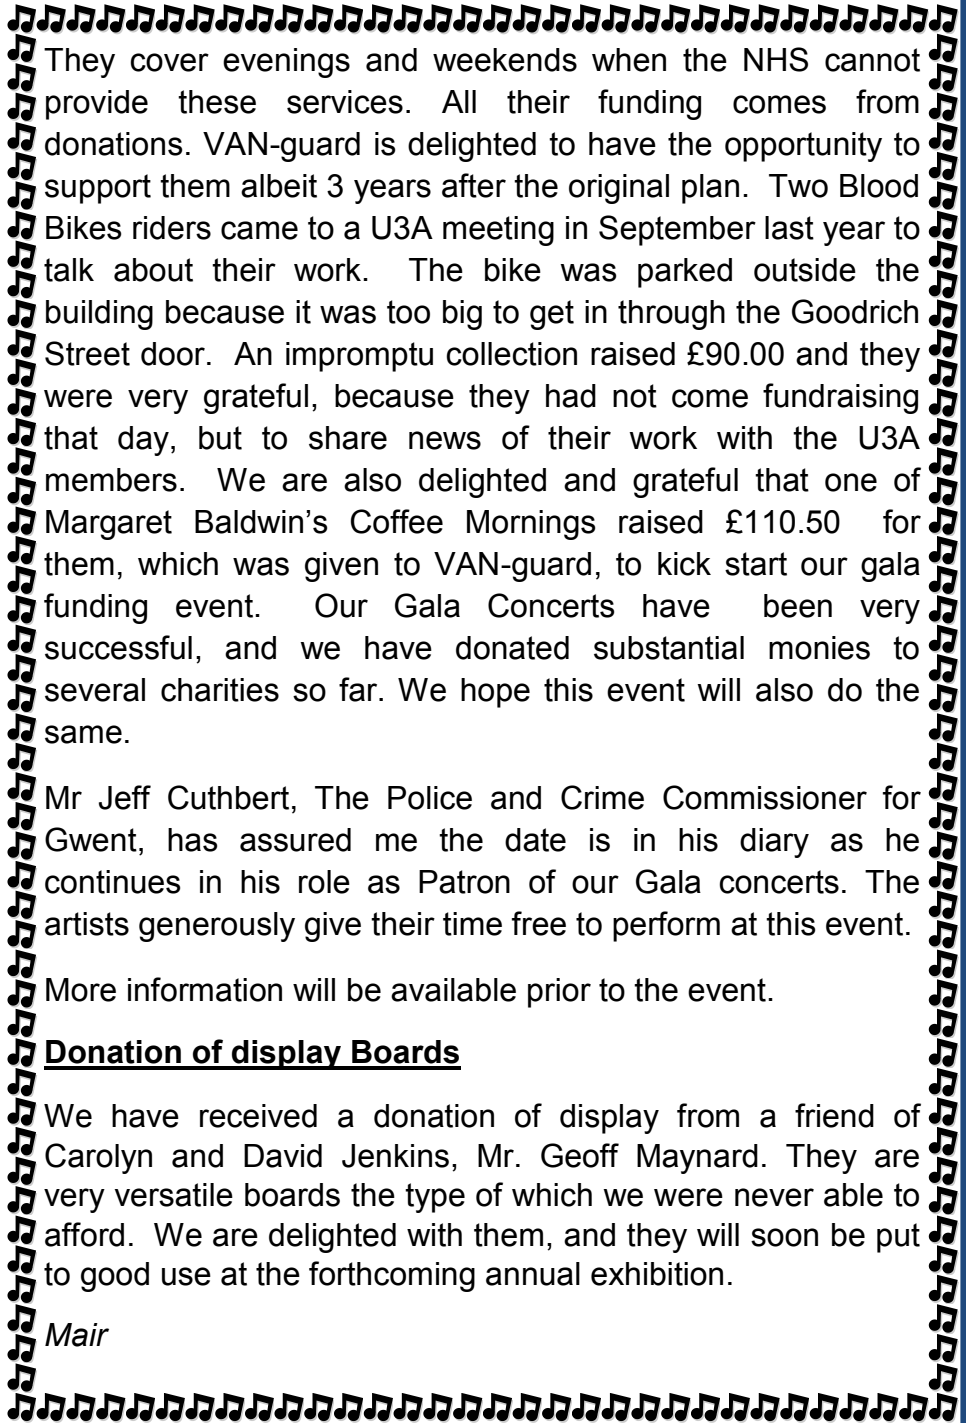 They cover evenings and weekends when the NHS cannot
provide these services. All their funding comes from
donations. VAN-guard is delighted to have the opportunity to
support them albeit 3 years after the original plan.  Two Blood
Bikes riders came to a U3A meeting in September last year to
talk about their work.  The bike was parked outside the
building because it was too big to get in through the Goodrich
Street door.  An impromptu collection raised £90.00 and they
were very grateful, because they had not come fundraising
that day, but to share news of their work with the U3A
members.  We are also delighted and grateful that one of
Margaret Baldwin’s Coffee Mornings raised £110.50  for
them, which was given to VAN-guard, to kick start our gala
funding event.  Our Gala Concerts have  been very
successful, and we have donated substantial monies to
several charities so far. We hope this event will also do the
same.
Mr Jeff Cuthbert, The Police and Crime Commissioner for
Gwent, has assured me the date is in his diary as he
continues in his role as Patron of our Gala concerts. The
artists generously give their time free to perform at this event.
More information will be available prior to the event.
Donation of display Boards
We have received a donation of display from a friend of
Carolyn and David Jenkins, Mr. Geoff Maynard. They are
very versatile boards the type of which we were never able to
afford.  We are delighted with them, and they will soon be put
to good use at the forthcoming annual exhibition.
Mair